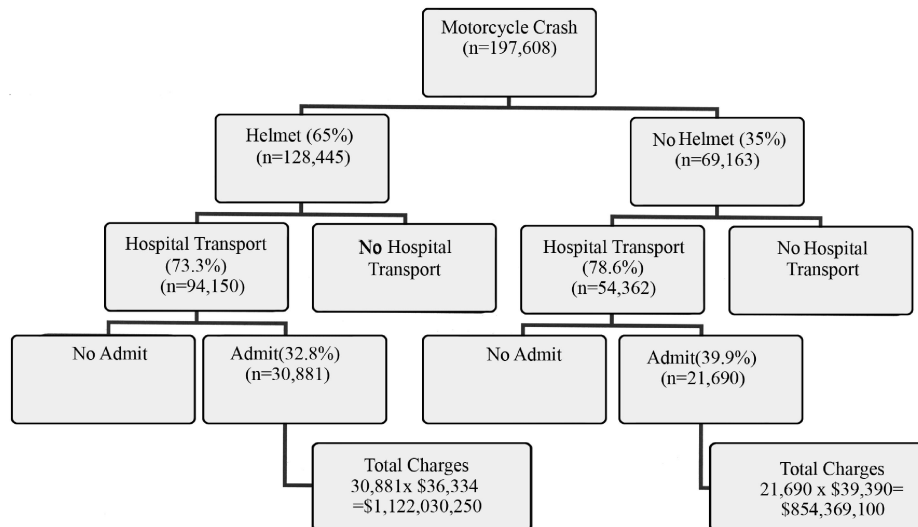 Motorcycle Crash
(n=197,608)
Helmet (65%)
(n=128,445)
No Helmet (35%)
(n=69,163)
Hospital Transport
(73.3%)
(n=94,150)
No Hospital
Transport
Hospital Transport
(78.6%)
(n=54,362)
No Hospital
Transport
No Admit
Admit(32.8%)
(n=30,881)
No Admit
Admit(39.9%)
(n=21,690)
Total Charges
30,881x $36,334
=$1,122,030,250
Total Charges
21,690 x $39,390=
$854,369,100